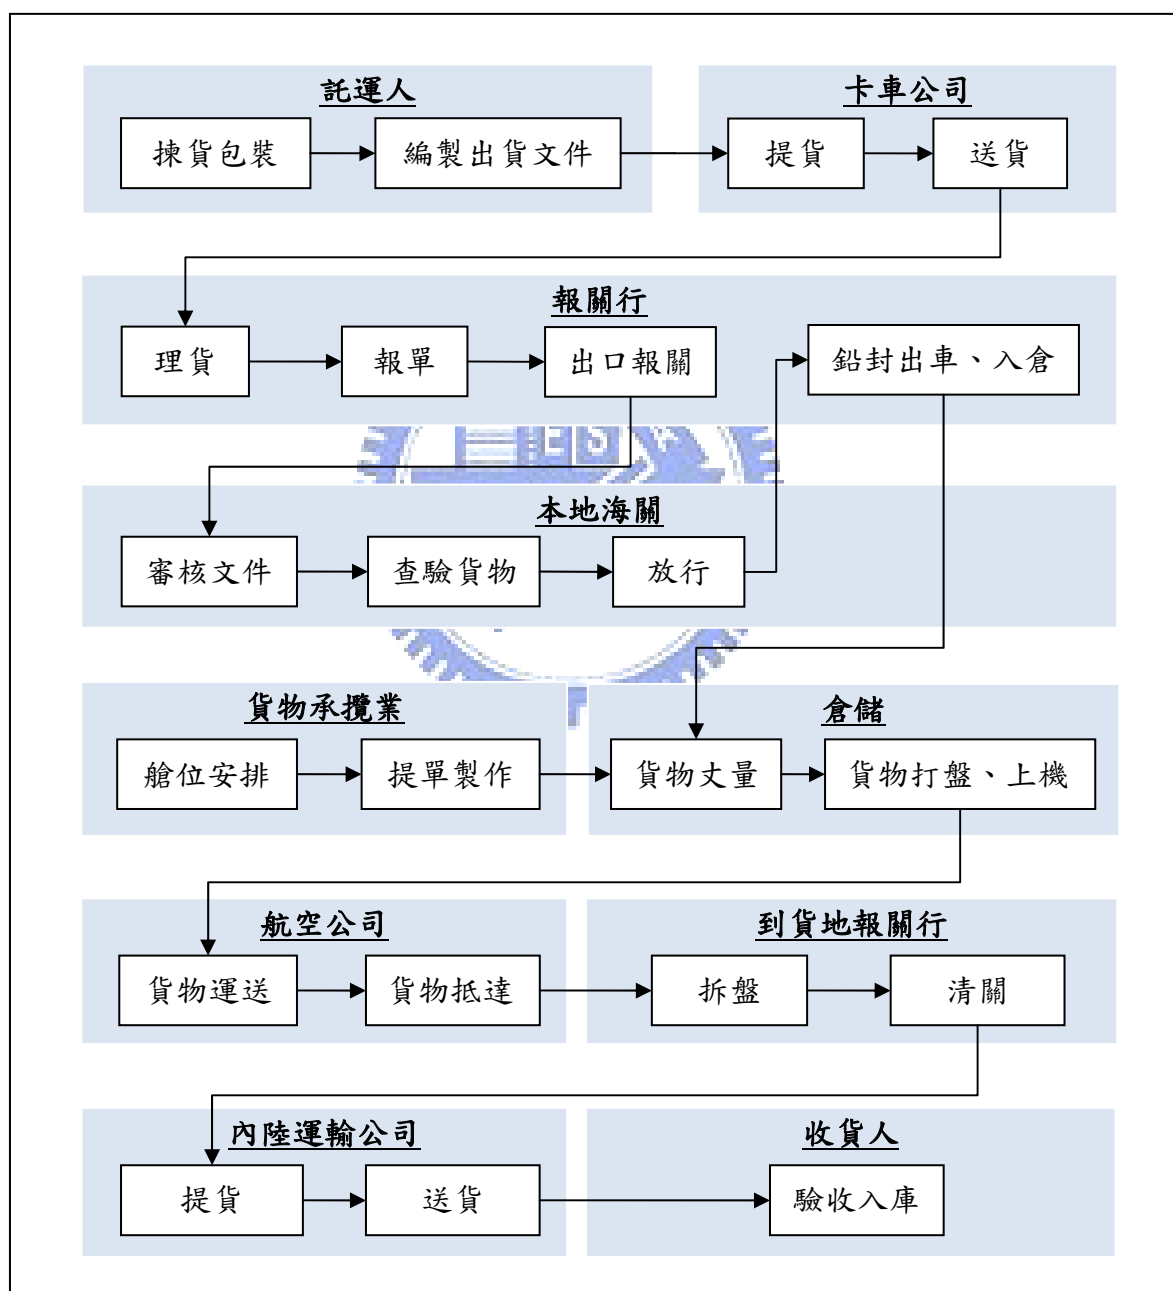 託運人
揀貨包裝
編製出貨文件
卡車公司
提貨
送貨
報關行
理貨
報單
出口報關
鉛封出車、入倉
ES
本地海關
審核文件
查驗貨物
放行
貨物承攬業
艙位安排
提單製作
倉儲
貨物丈量
貨物打盤、上機
航空公司
貨物運送
貨物抵達
到貨地報關行
拆盤
清關
內陸運輸公司
提貨
送貨
收貨人
驗收入庫